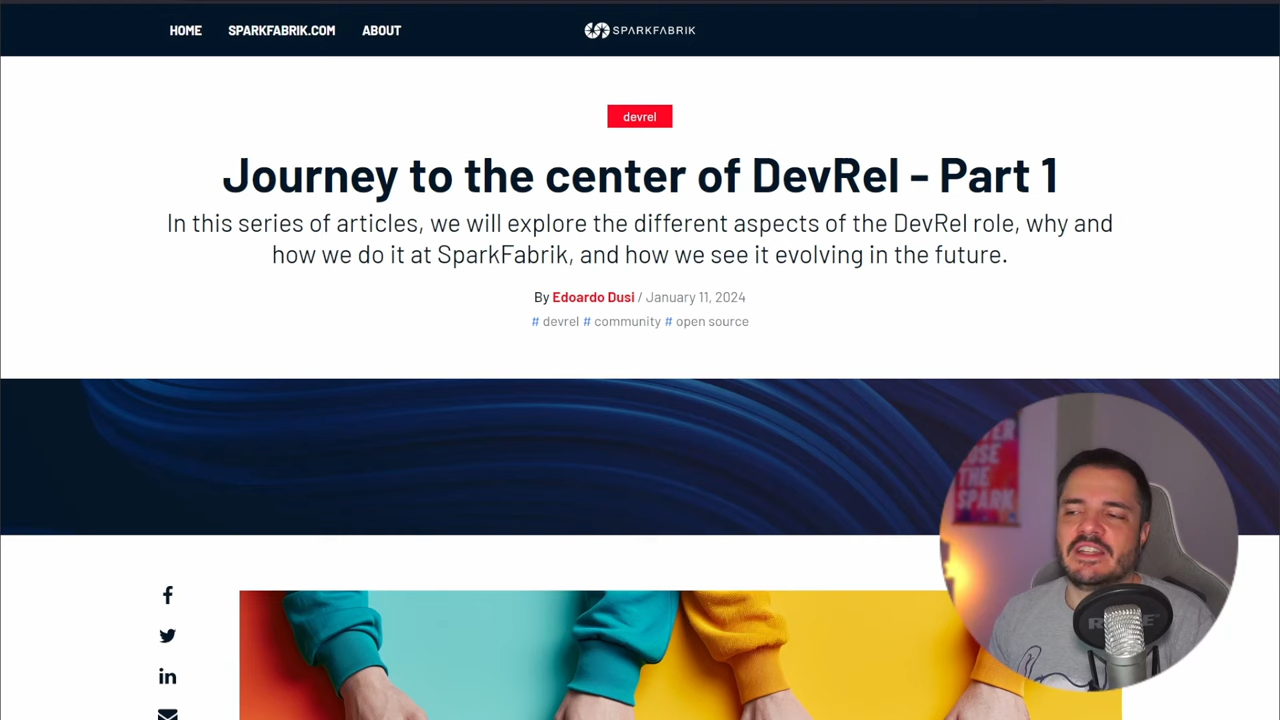 HOME SPARKFABRIK.COM ABOUT
SPARKFABRIK
devrel
Journey to the center of DevRel - Part 1
In this series of articles, we will explore the different aspects of the DevRel role, why and
how we do it at SparkFabrik, and how we see it evolving in the future.
By Edoardo Dusi / January 11, 2024
# devrel # community # open source
THE
SPARK